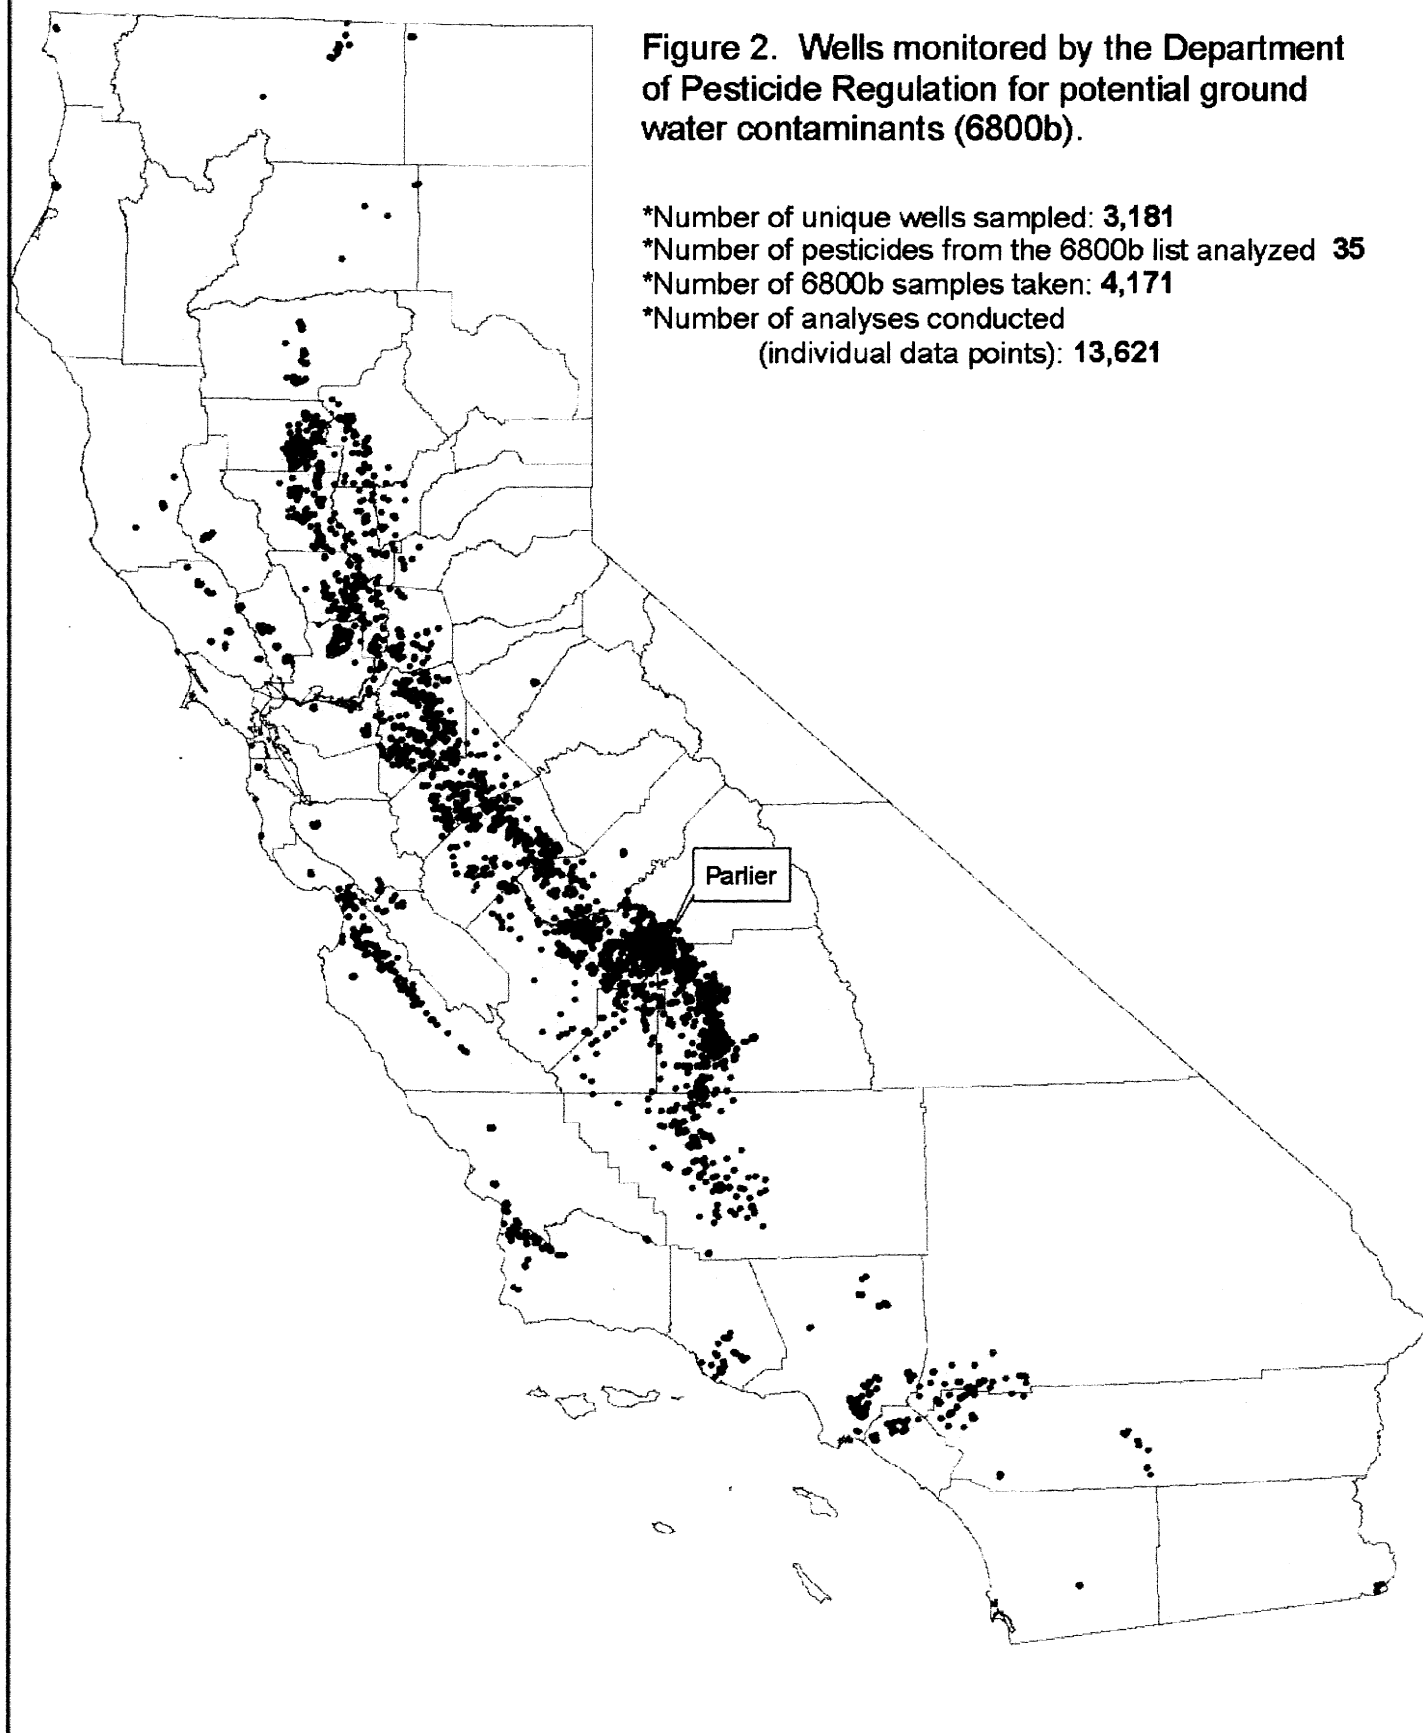 Figure 2. Wells monitored by the Department
of Pesticide Regulation for potential ground
water contaminants (6800b).
*Number of unique wells sampled: 3,181
*Number of pesticides from the 6800b list analyzed 35
*Number of 6800b samples taken: 4,171
*Number of analyses conducted
(individual data points): 13,621
Parlier